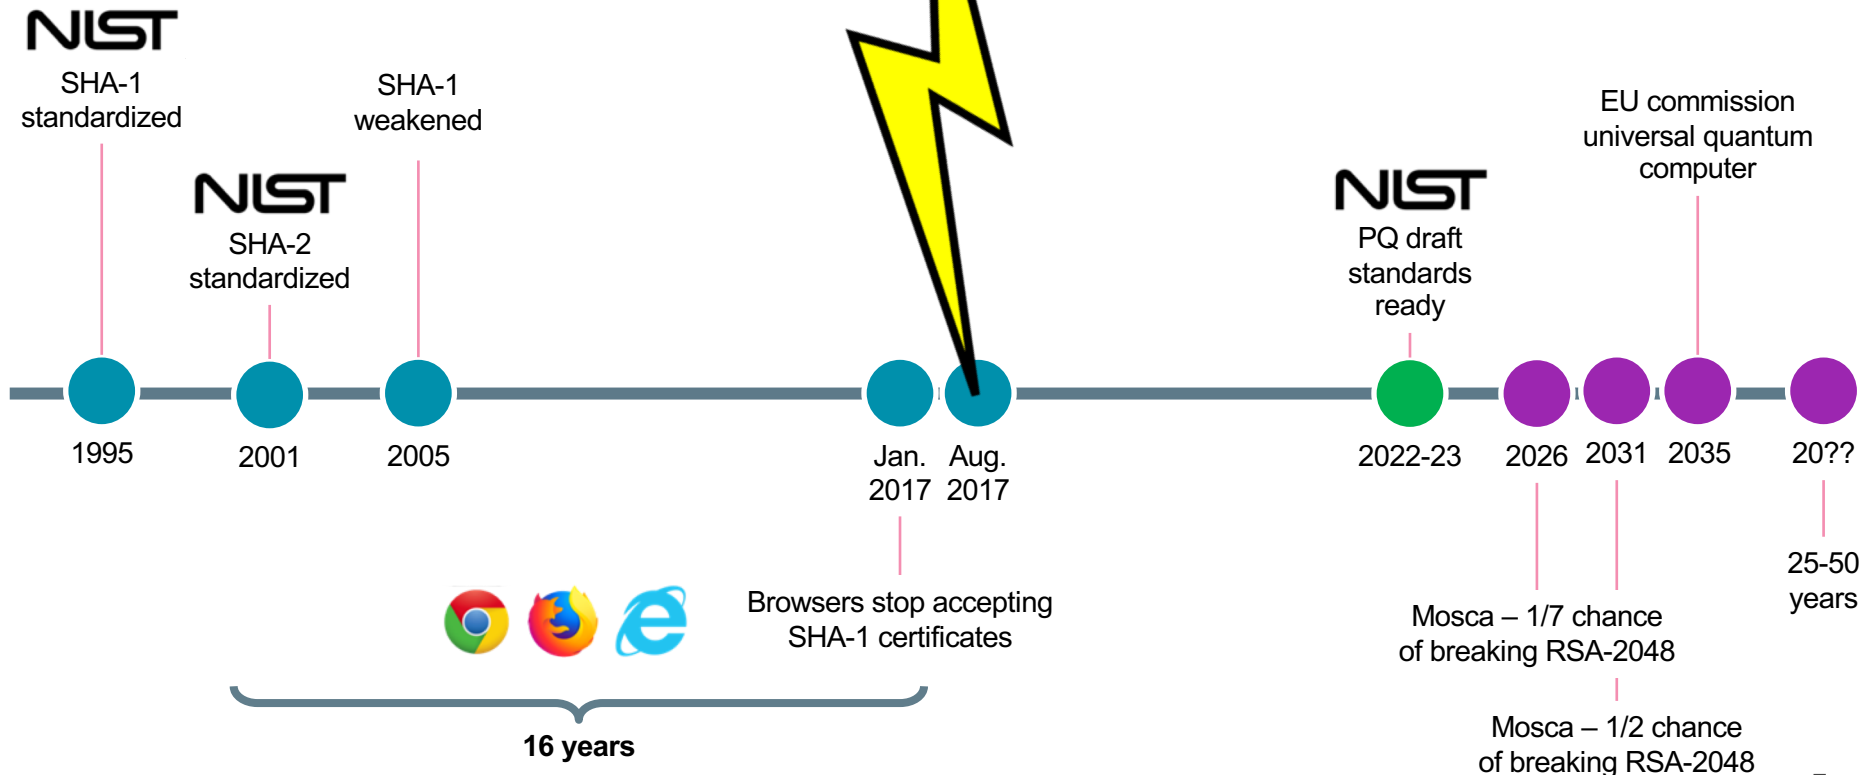 NIST
SHA-1
standardized
NIST
SHA-2
standardized
SHA-1
weakened
NIST
PQ draft
standards
ready
EU commission
universal quantum
computer
1995
2001
2005
Jan.
2017
Aug.
2017
2022-23
2026
2031
2035
20??
Browsers stop accepting
SHA-1 certificates
16 years
Mosca – 1/7 chance
of breaking RSA-2048
Mosca – 1/2 chance
of breaking RSA-2048
25-50
years